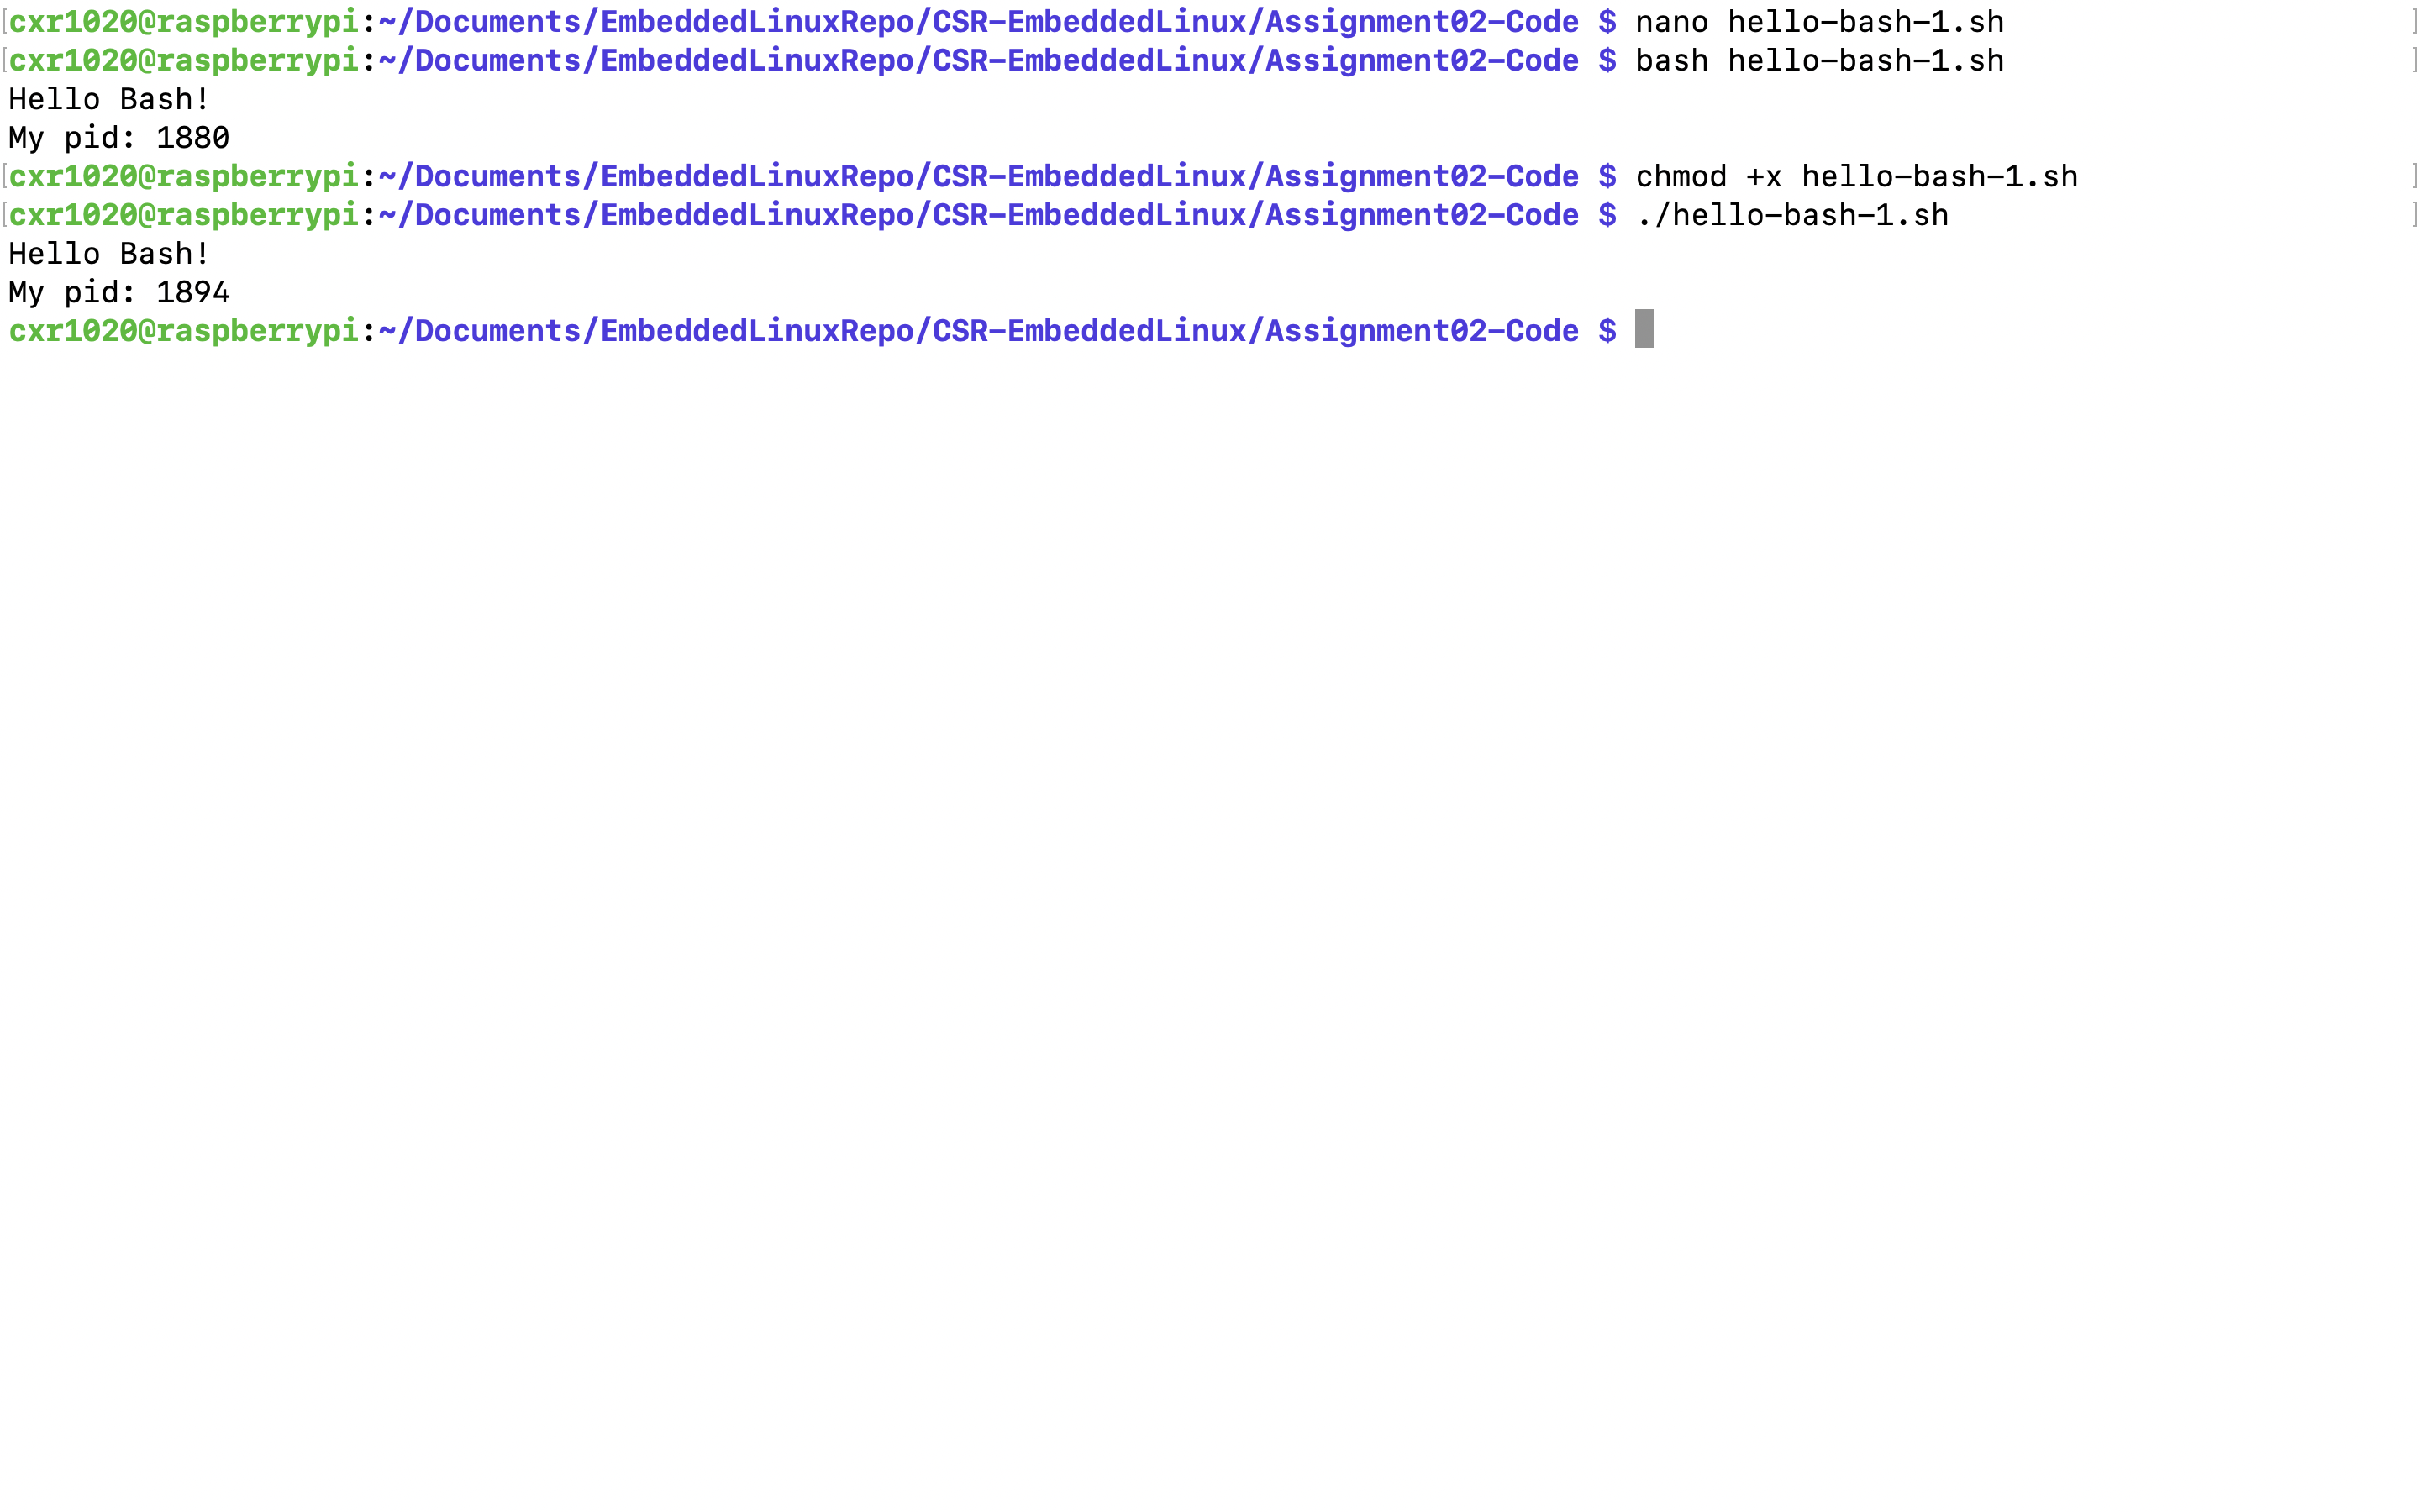 cxr1020@raspberrypi:~/Documents/EmbeddedLinuxRepo/CSR-EmbeddedLinux/Assignment02-Code $ nano hello-bash-1.sh
cxr1020@raspberrypi:~/Documents/EmbeddedLinuxRepo/CSR-EmbeddedLinux/Assignment02-Code $ bash hello-bash-1.sh
Hello Bash!
My pid: 1880
cxr1020@raspberrypi:~/Documents/EmbeddedLinuxRepo/CSR-EmbeddedLinux/Assignment02-Code $ chmod +x hello-bash-1.sh
cxr1020@raspberrypi:~/Documents/EmbeddedLinuxRepo/CSR-EmbeddedLinux/Assignment02-Code $ ./hello-bash-1.sh
Hello Bash!
My pid: 1894
cxr1020@raspberrypi:~/Documents/EmbeddedLinuxRepo/CSR-EmbeddedLinux/Assignment02-Code $